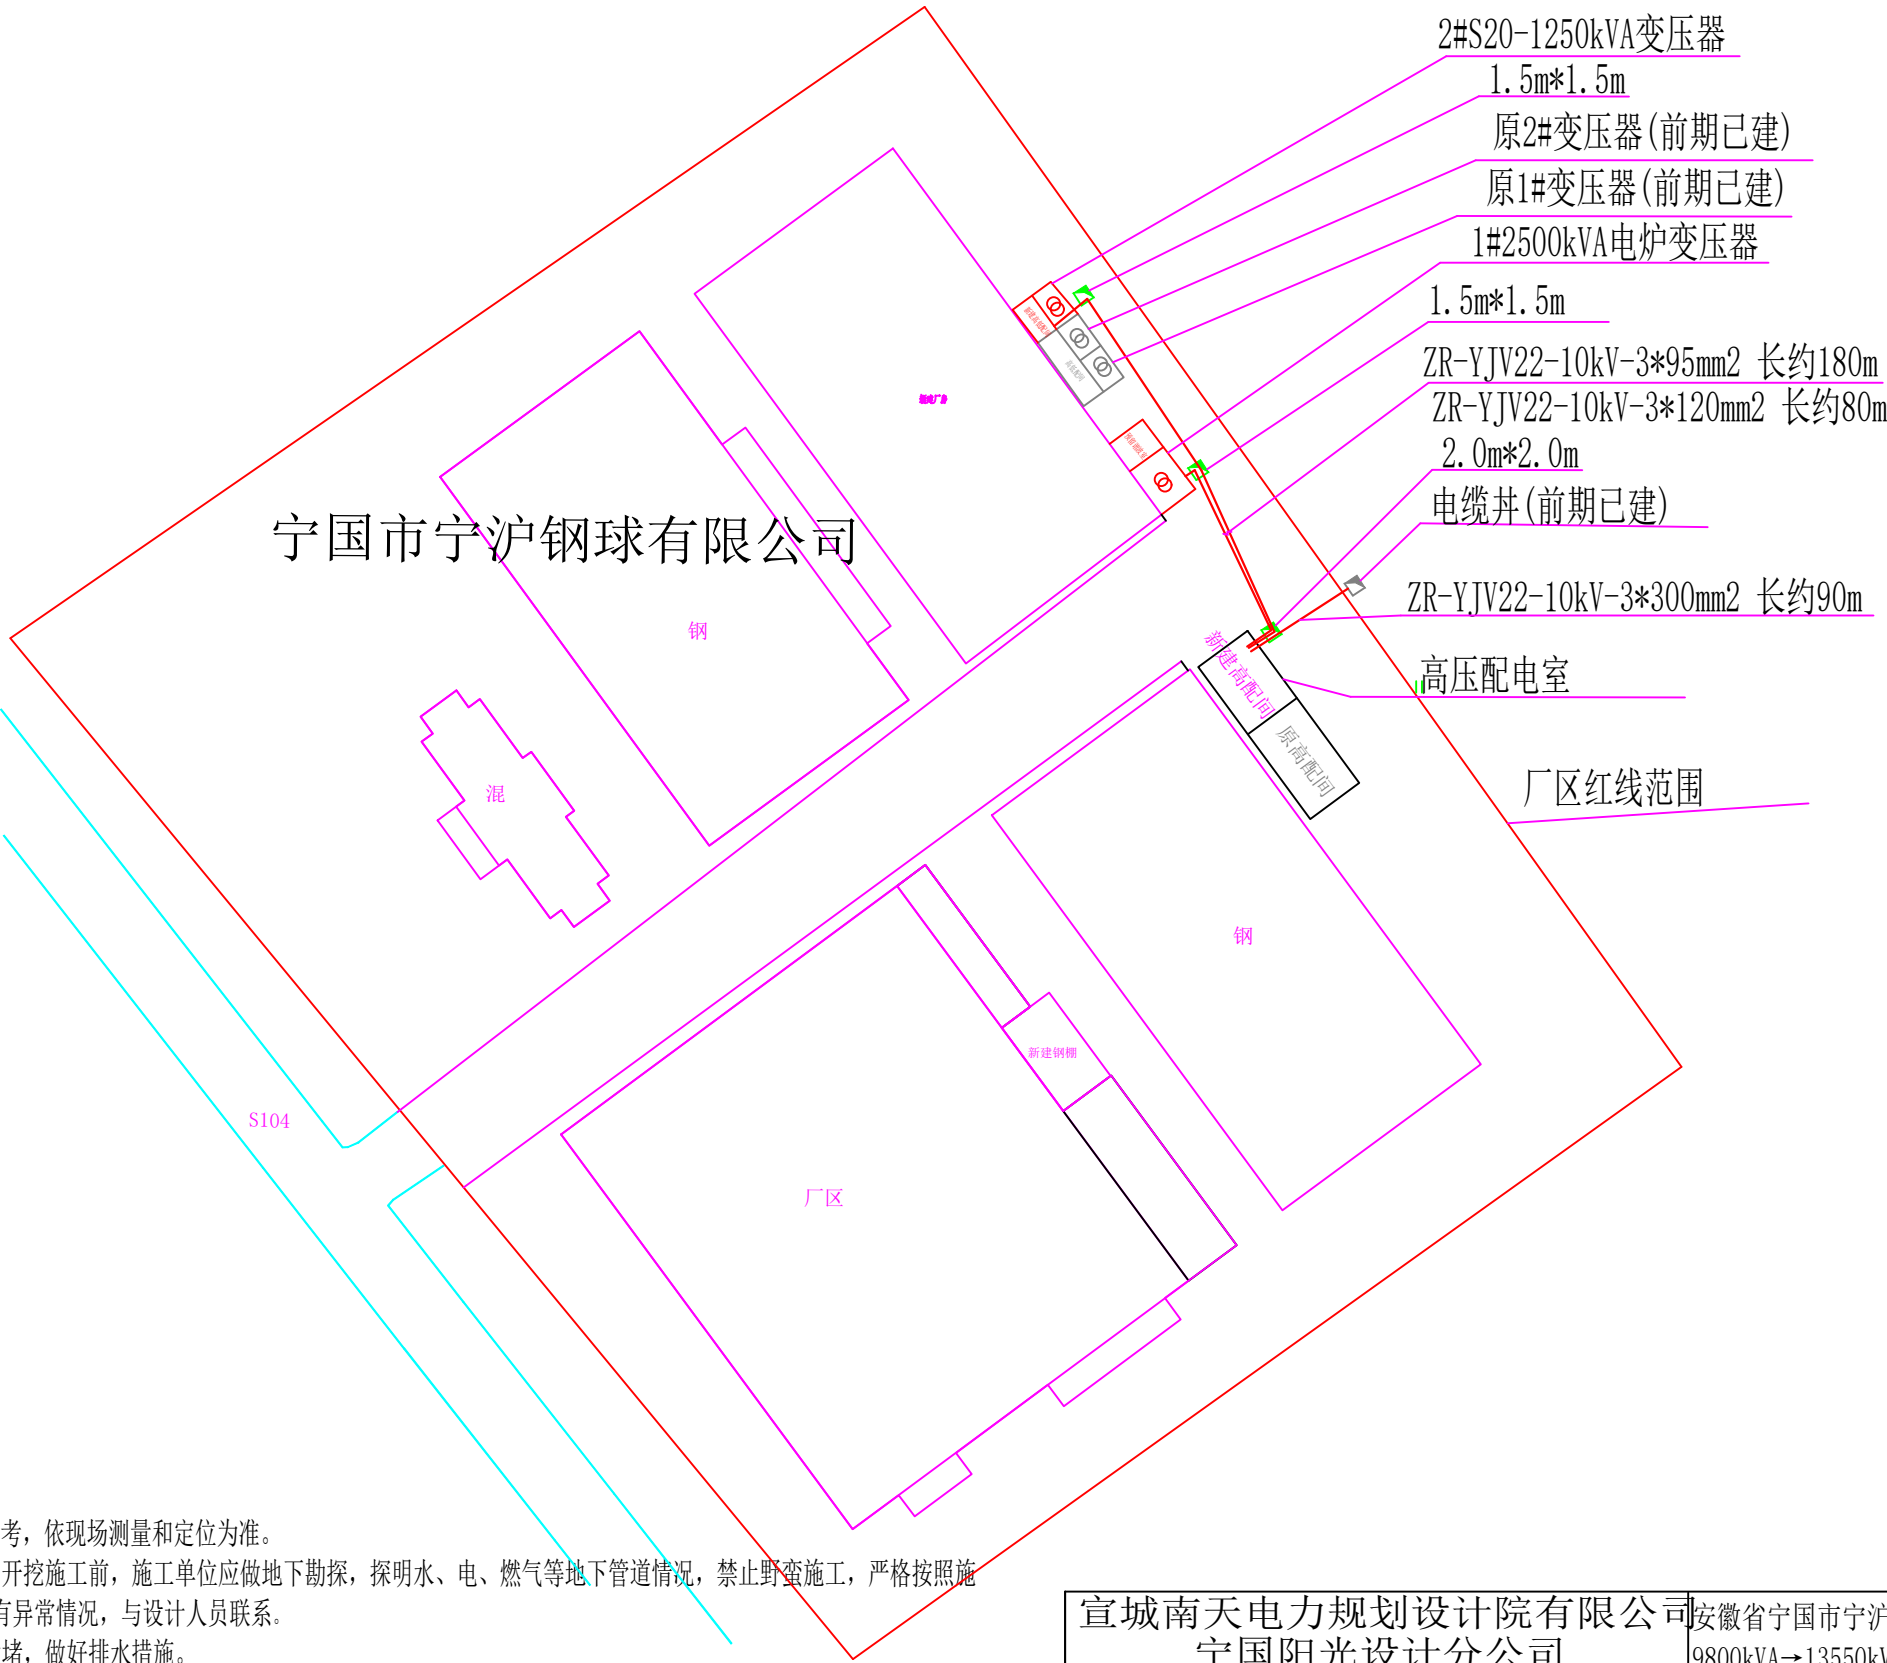 2#S20-1250kVA变压器
1.5m*1.5m
原2#变压器(前期已建)
原1#变压器(前期已建)
1#2500kVA电炉变压器
1.5m*1.5m
ZR-YJV22-10kV-3*95mm2 长约180m
ZR-YJV22-10kV-3*120mm2 长约80m
2.0m*2.0m
电缆井(前期已建)
宁国市宁沪钢球有限公司
ZR-YJV22-10kV-3*300mm2 长约90m
钢
新建高配间
高压配电室
原高配间
混
厂区红线范围
钢
新建钢棚
S104
厂区
考，依现场测量和定位为准。
开挖施工前，施工单位应做地下勘探，探明水、电、燃气等地下管道情况，禁止野蛮施工，严格按照施
有异常情况，与设计人员联系。
堵，做好排水措施。
宣城南天电力规划设计院有限公司
宁国阳光设计分公司
安徽省宁国市宁沪
9800kVA→13550kV